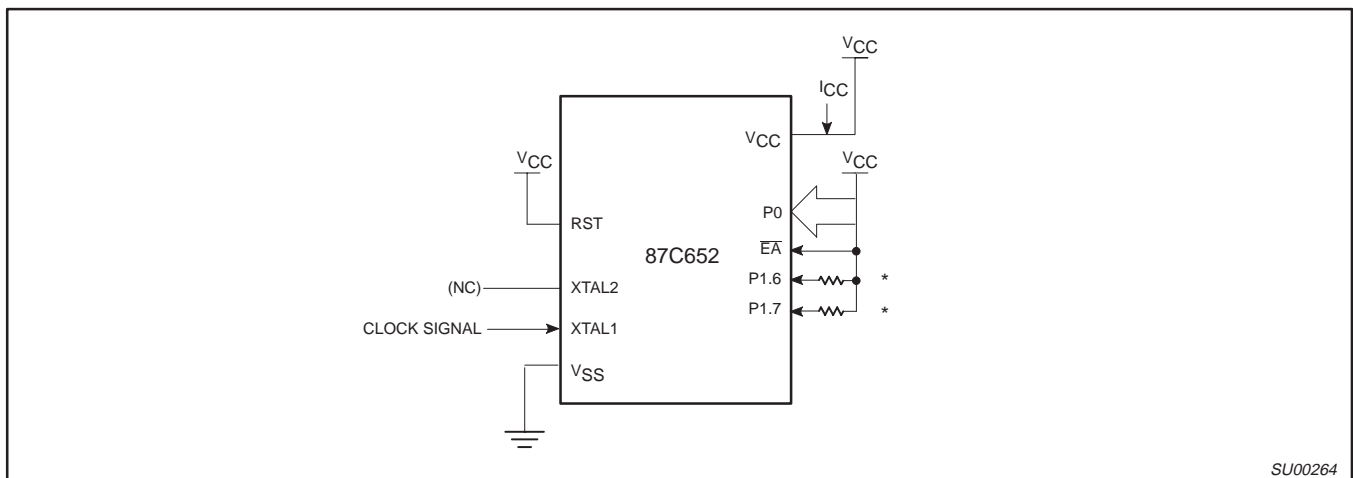 VCC
ICC
VCC
VCC
VCC
P0
RST
EA
87C652
P1.6 *
(NC) XTAL2
P1.7 *
CLOCK SIGNAL XTAL1
VSS
SU00264